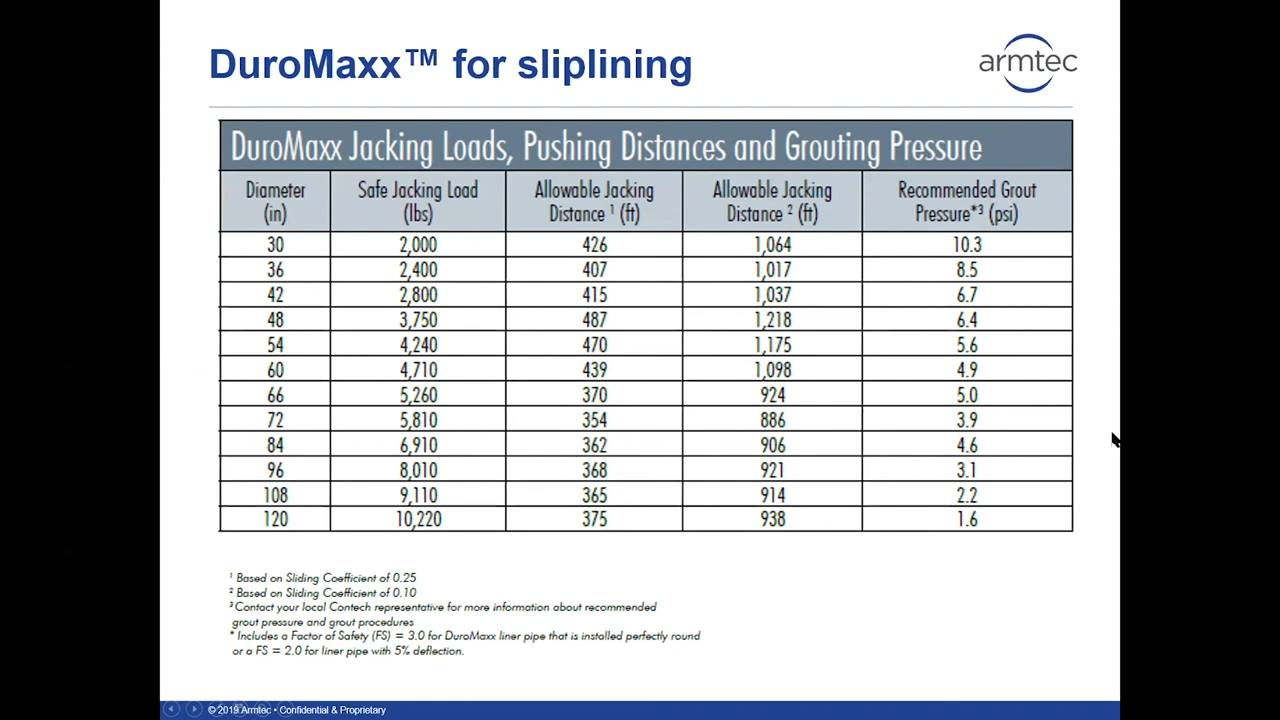 DuroMaxx™ for sliplining
armtec
DuroMaxx Jacking Loads, Pushing Distances and Grouting Pressure
Diameter (in) Safe Jacking Load (lbs) Allowable Jacking Distance ¹ (ft) Allowable Jacking Distance ² (ft) Recommended Grout Pressure*³ (psi)
30 2,000 426 1,064 10.3
36 2,400 407 1,017 8.5
42 2,800 415 1,037 6.7
48 3,750 487 1,218 6.4
54 4,240 470 1,175 5.6
60 4,710 439 1,098 4.9
66 5,260 370 924 5.0
72 5,810 354 886 3.9
84 6,910 362 906 4.6
96 8,010 368 921 3.1
108 9,110 365 914 2.2
120 10,220 375 938 1.6
¹ Based on Sliding Coefficient of 0.25
² Based on Sliding Coefficient of 0.10
³ Contact your local Contech representative for more information about recommended
grout pressure and grout procedures
* Includes a Factor of Safety (FS) = 3.0 for DuroMaxx liner pipe that is installed perfectly round
or a FS = 2.0 for liner pipe with 5% deflection.
© 2019 Armtec • Confidential & Proprietary